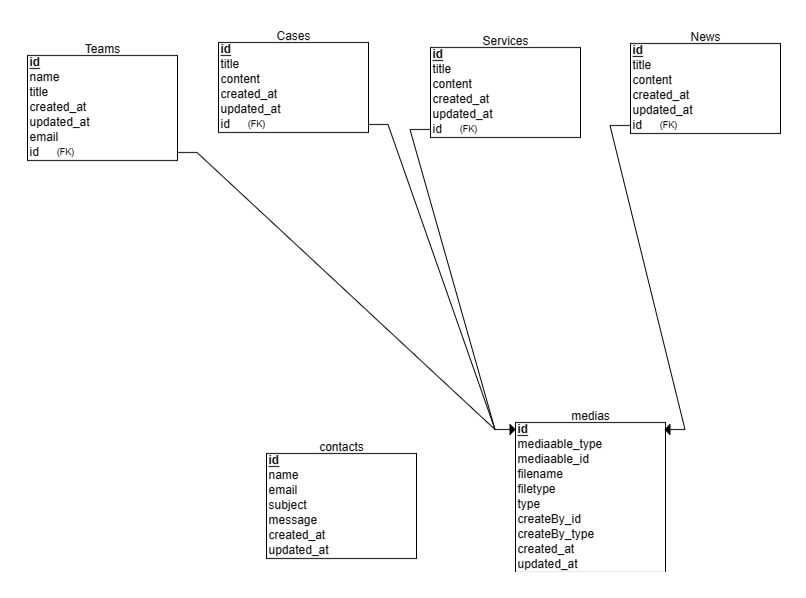 Teams
id
name
title
created_at
updated_at
email
id (FK)
Cases
id
title
content
created_at
updated_at
id (FK)
Services
id
title
content
created_at
updated_at
id (FK)
News
id
title
content
created_at
updated_at
id (FK)
contacts
id
name
email
subject
message
created_at
updated_at
medias
id
mediaable_type
mediaable_id
filename
filetype
type
createBy_id
createBy_type
created_at
updated_at